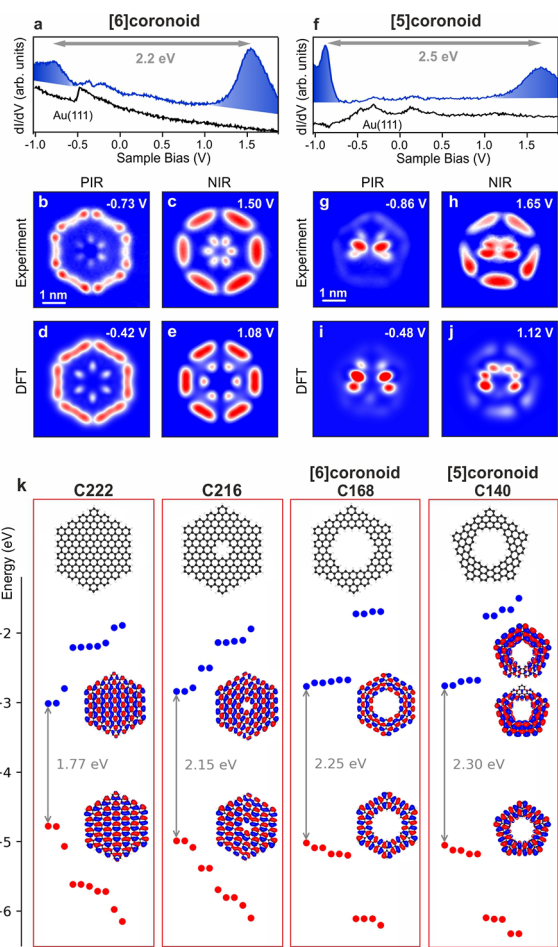 [6]coronoid
[5]coronoid
a
f
2.2 eV
2.5 eV
dI/dV (arb. units)
dI/dV (arb. units)
Au(111)
Au(111)
-1.0 -0.5 0.0 0.5 1.0 1.5
-1.0 -0.5 0.0 0.5 1.0 1.5
Sample Bias (V)
Sample Bias (V)
PIR
NIR
PIR
NIR
Experiment
b -0.73 V
c 1.50 V
1 nm
Experiment
g -0.86 V
h 1.65 V
1 nm
DFT
d -0.42 V
e 1.08 V
DFT
i -0.48 V
j 1.12 V
k
C222
C216
[6]coronoid
C168
[5]coronoid
C140
Energy (eV)
-2
-3
-4
-5
-6
1.77 eV
2.15 eV
2.25 eV
2.30 eV